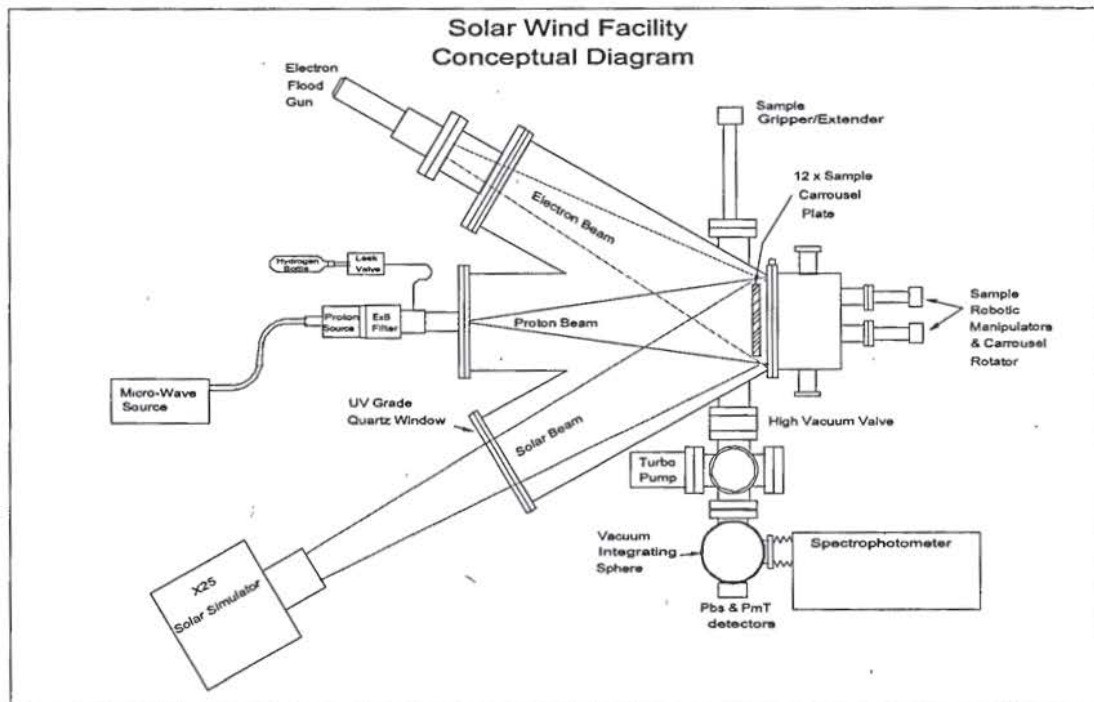 Solar Wind Facility
Conceptual Diagram
Electron
Flood
Gun
Sample
Gripper/Extender
12 x Sample
Carrousel
Plate
Electron Beam
Hydrogen
Bottle
Leak
Valve
Proton
Source
ExB
Filter
Proton Beam
Sample
Robotic
Manipulators
& Carrousel
Rotator
Micro-Wave
Source
UV Grade
Quartz Window
Solar Beam
High Vacuum Valve
Turbo
Pump
Vacuum
Integrating
Sphere
Spectrophotometer
X25
Solar Simulator
Pbs & PmT
detectors